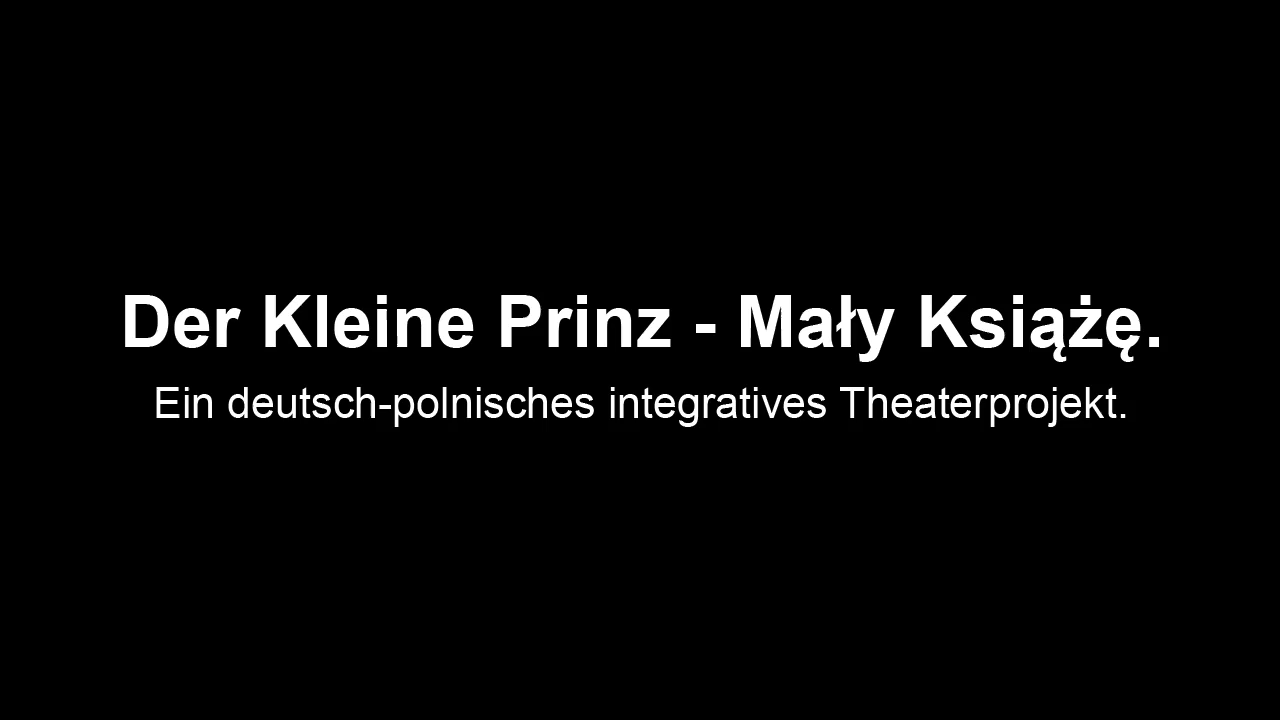 Der Kleine Prinz - Mały Książę.
Ein deutsch-polnisches integratives Theaterprojekt.